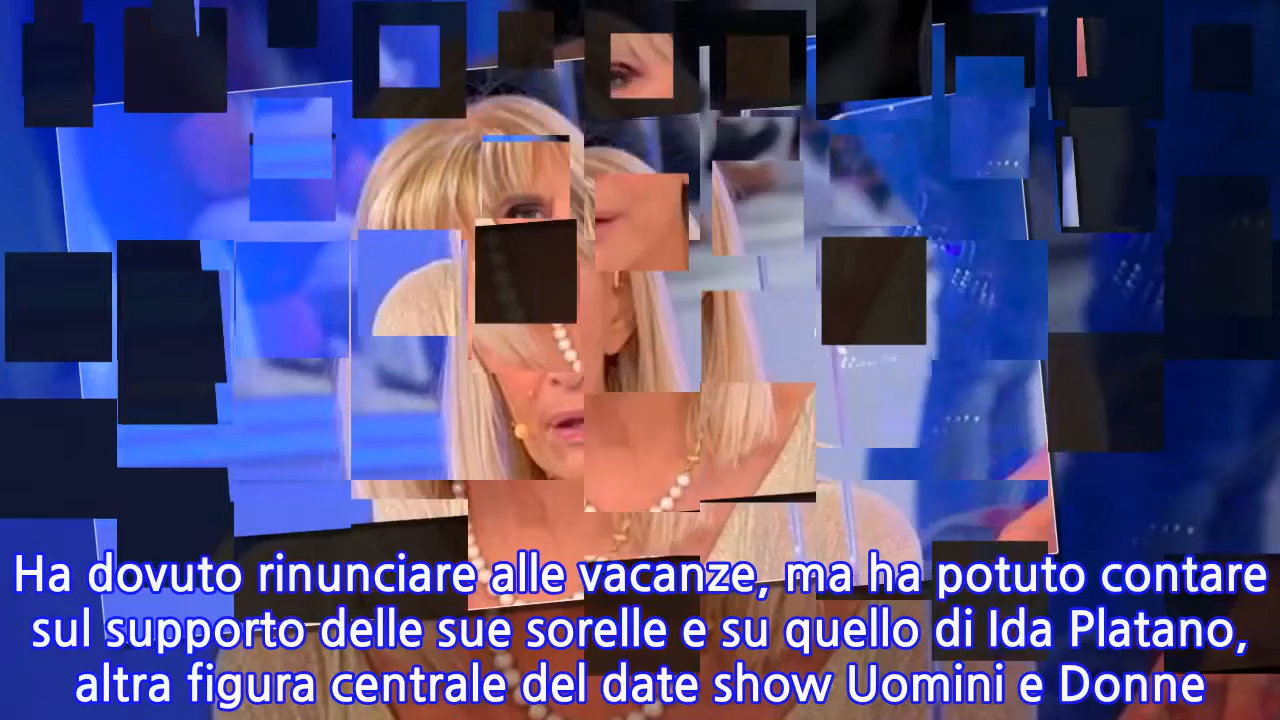 Ha dovuto rinunciare alle vacanze, ma ha potuto contare
sul supporto delle sue sorelle e su quello di Ida Platano,
altra figura centrale del date show Uomini e Donne